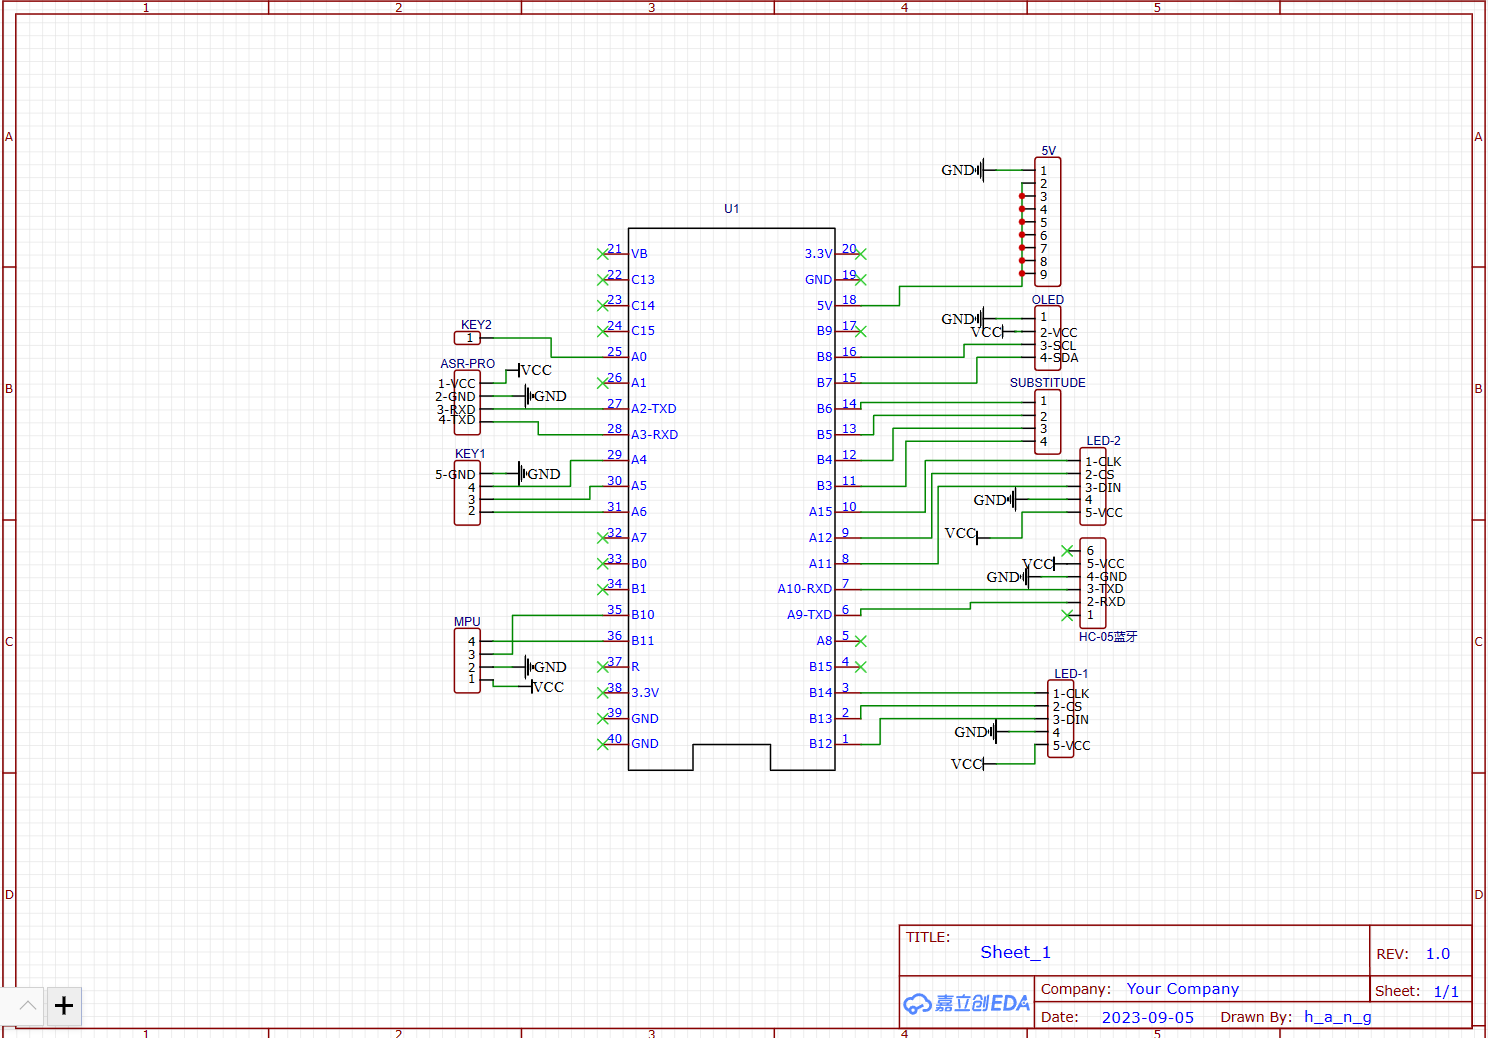 1 2 3 4 5
A
B
C
D
A
B
C
D
U1
21 VB
22 C13
23 C14
24 C15
25 A0
26 A1
27 A2-TXD
28 A3-RXD
29 A4
30 A5
31 A6
32 A7
33 B0
34 B1
35 B10
36 B11
37 R
38 3.3V
39 GND
40 GND
3.3V 20
GND 19
5V 18
B9 17
B8 16
B7 15
B6 14
B5 13
B4 12
B3 11
A15 10
A12 9
A11 8
A10-RXD 7
A9-TXD 6
A8 5
B15 4
B14 3
B13 2
B12 1
KEY2
1
ASR-PRO
1-VCC VCC
2-GND GND
3-RXD
4-TXD
KEY1
5-GND GND
4
3
2
MPU
4
3
2 GND
1 VCC
5V
GND 1
2
3
4
5
6
7
8
9
OLED
GND 1
VCC 2-VCC
3-SCL
4-SDA
SUBSTITUDE
1
2
3
4
LED-2
1-CLK
2-CS
3-DIN
GND 4
5-VCC
VCC
6
VCC 5-VCC
GND 4-GND
3-TXD
2-RXD
1
HC-05蓝牙
LED-1
1-CLK
2-CS
3-DIN
GND 4
5-VCC
VCC
TITLE:
Sheet_1
REV: 1.0
嘉立创EDA
Company: Your Company
Sheet: 1/1
Date: 2023-09-05 Drawn By: h_a_n_g
1 2 3 4 5